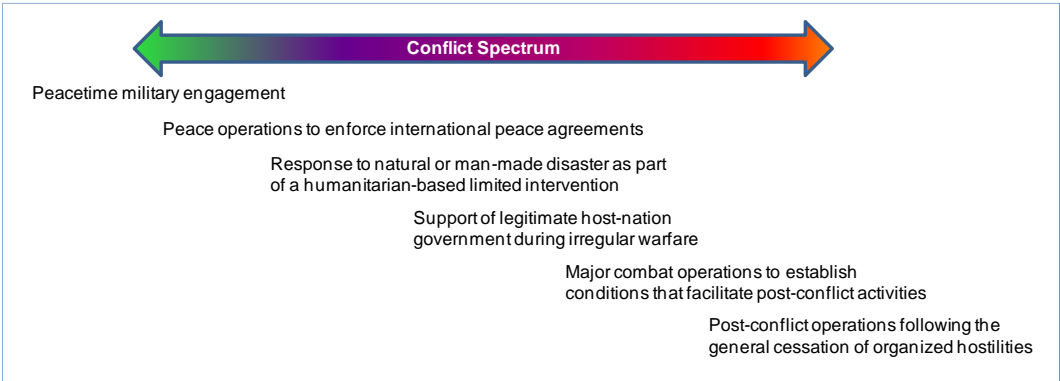 Conflict Spectrum
Peacetime military engagement
Peace operations to enforce international peace agreements
Response to natural or man-made disaster as part
of a humanitarian-based limited intervention
Support of legitimate host-nation
government during irregular warfare
Major combat operations to establish
conditions that facilitate post-conflict activities
Post-conflict operations following the
general cessation of organized hostilities